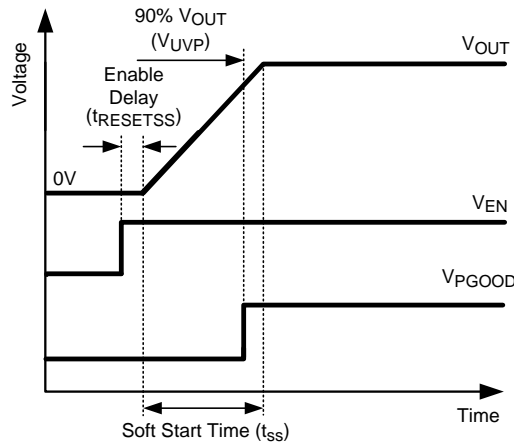 90% VOUT
(VUVP)
Voltage
Enable
Delay
(tRESETSS)
VOUT
0V
VEN
VPGOOD
Time
Soft Start Time (tss)